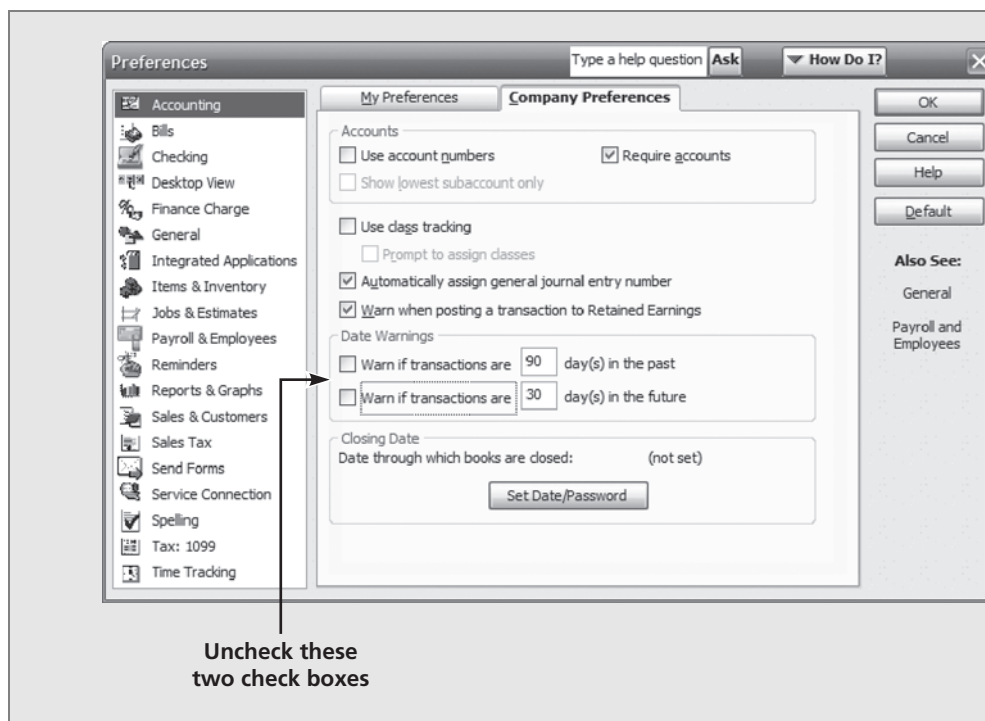 Preferences
Type a help question Ask
How Do I?
Accounting
Bills
Checking
Desktop View
Finance Charge
General
Integrated Applications
Items & Inventory
Jobs & Estimates
Payroll & Employees
Reminders
Reports & Graphs
Sales & Customers
Sales Tax
Send Forms
Service Connection
Spelling
Tax: 1099
Time Tracking
My Preferences
Company Preferences
Accounts
Use account numbers
Require accounts
Show lowest subaccount only
Use class tracking
Prompt to assign classes
Automatically assign general journal entry number
Warn when posting a transaction to Retained Earnings
Date Warnings
Warn if transactions are 90 day(s) in the past
Warn if transactions are 30 day(s) in the future
Closing Date
Date through which books are closed: (not set)
Set Date/Password
OK
Cancel
Help
Default
Also See:
General
Payroll and
Employees
Uncheck these
two check boxes